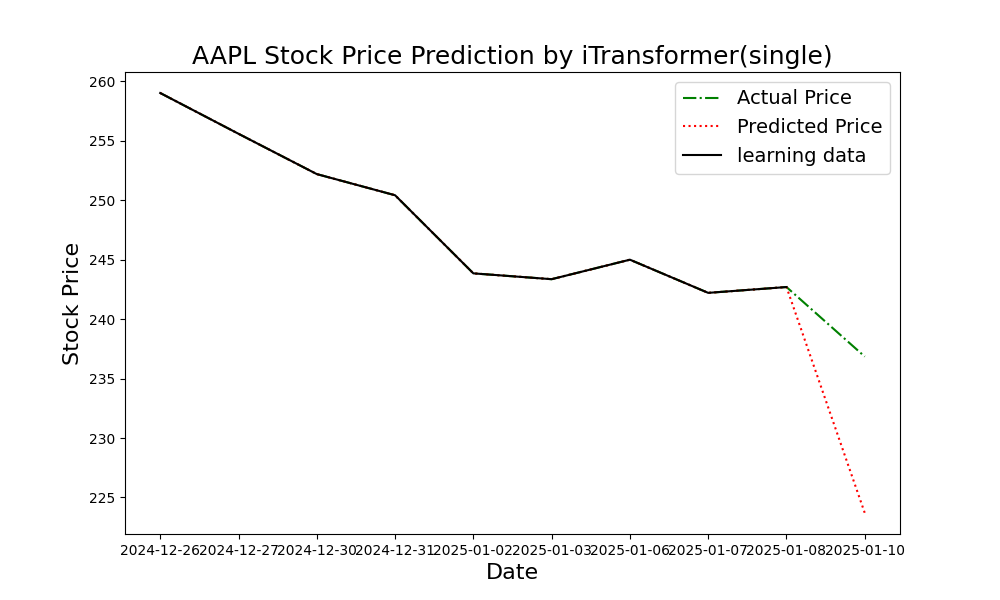 AAPL Stock Price Prediction by iTransformer(single)
260
255
250
245
240
235
230
225
Stock Price
Actual Price
Predicted Price
learning data
2024-12-26 2024-12-27 2024-12-30 2024-12-31 2025-01-02 2025-01-03 2025-01-06 2025-01-07 2025-01-08 2025-01-10
Date